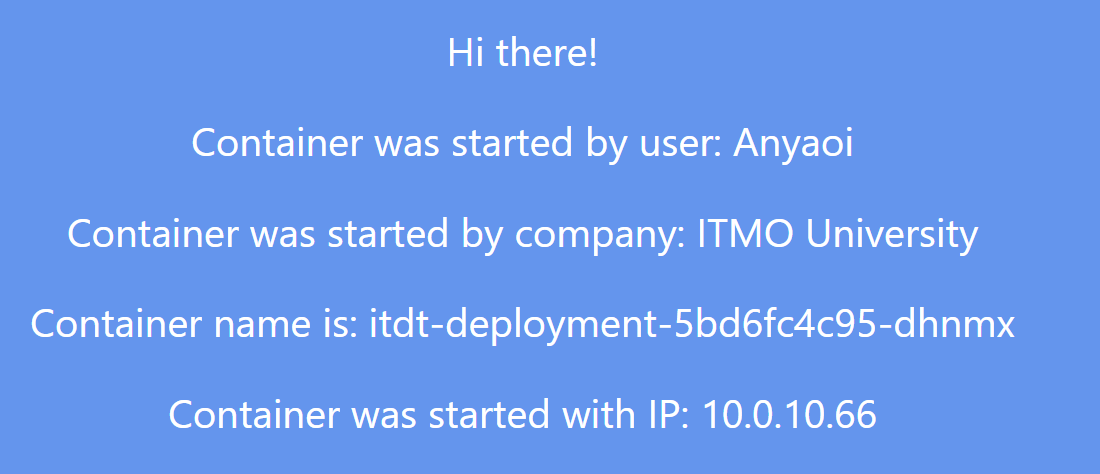 Hi there!
Container was started by user: Anyaoi
Container was started by company: ITMO University
Container name is: itdt-deployment-5bd6fc4c95-dhnmx
Container was started with IP: 10.0.10.66